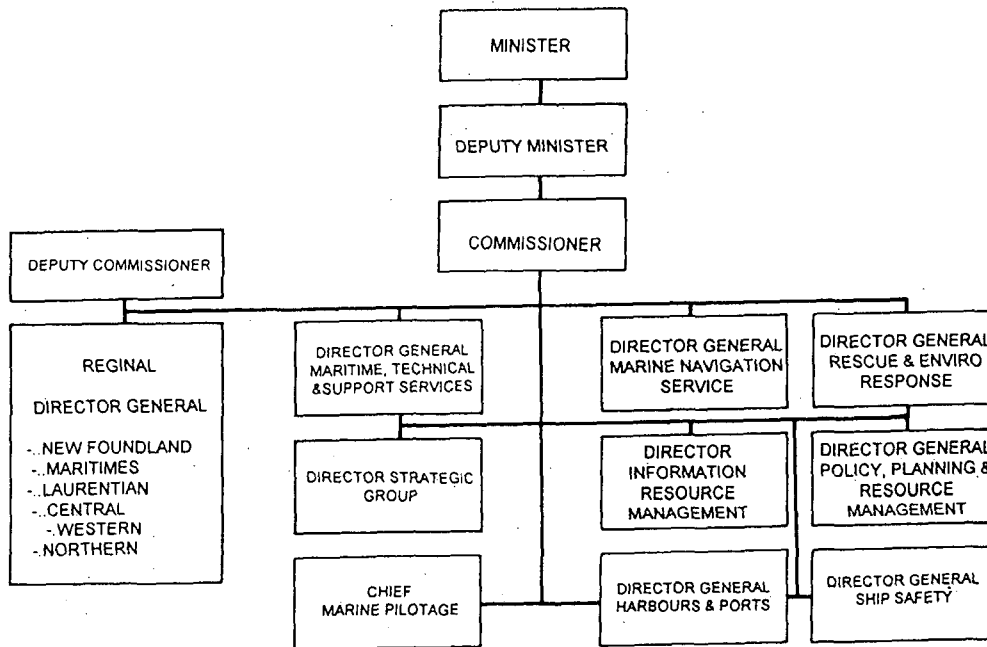 MINISTER
DEPUTY MINISTER
COMMISSIONER
DEPUTY COMMISSIONER
REGINAL
DIRECTOR GENERAL
-..NEW FOUNDLAND
-..MARITIMES
-..LAURENTIAN
-..CENTRAL
-.WESTERN
-.NORTHERN
DIRECTOR GENERAL
MARITIME, TECHNICAL
&SUPPORT SERVICES
DIRECTOR GENERAL
MARINE NAVIGATION
SERVICE
DIRECTOR GENERAL
RESCUE & ENVIRO
RESPONSE
DIRECTOR STRATEGIC
GROUP
DIRECTOR
INFORMATION
RESOURCE
MANAGEMENT
DIRECTOR GENERAL
POLICY, PLANNING &
RESOURCE
MANAGEMENT
CHIEF
MARINE PILOTAGE
DIRECTOR GENERAL
HARBOURS & PORTS
DIRECTOR GENERAL
SHIP SAFETY